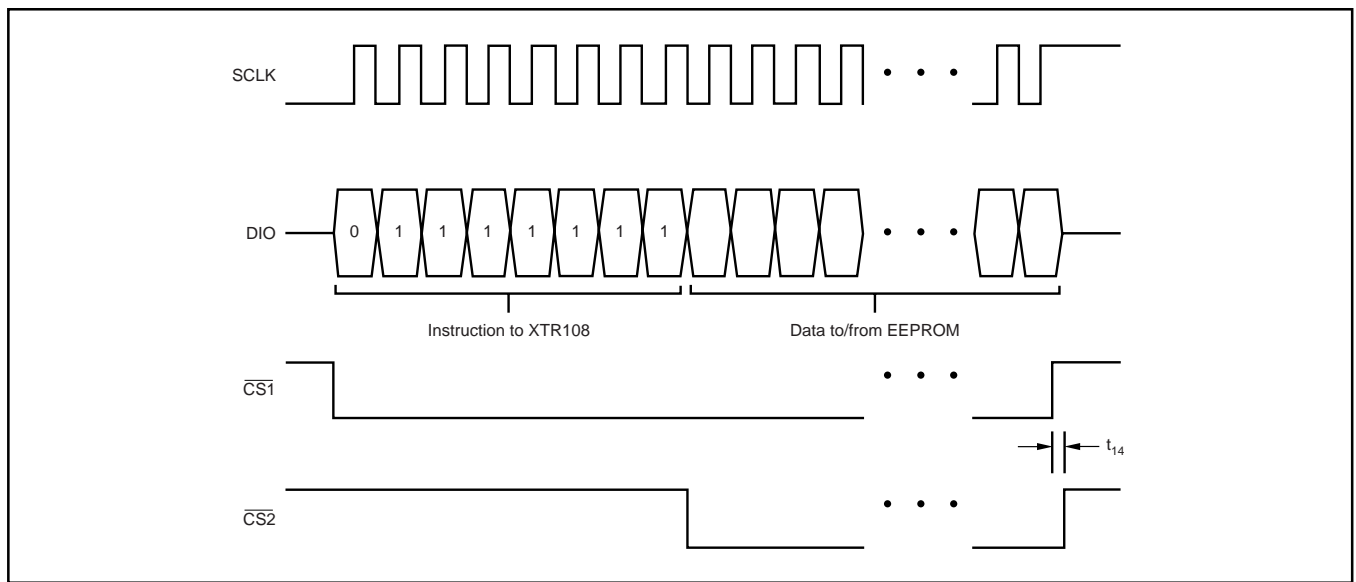 SCLK
DIO
0 1 1 1 1 1 1 1
Instruction to XTR108
Data to/from EEPROM
CS1
t14
CS2